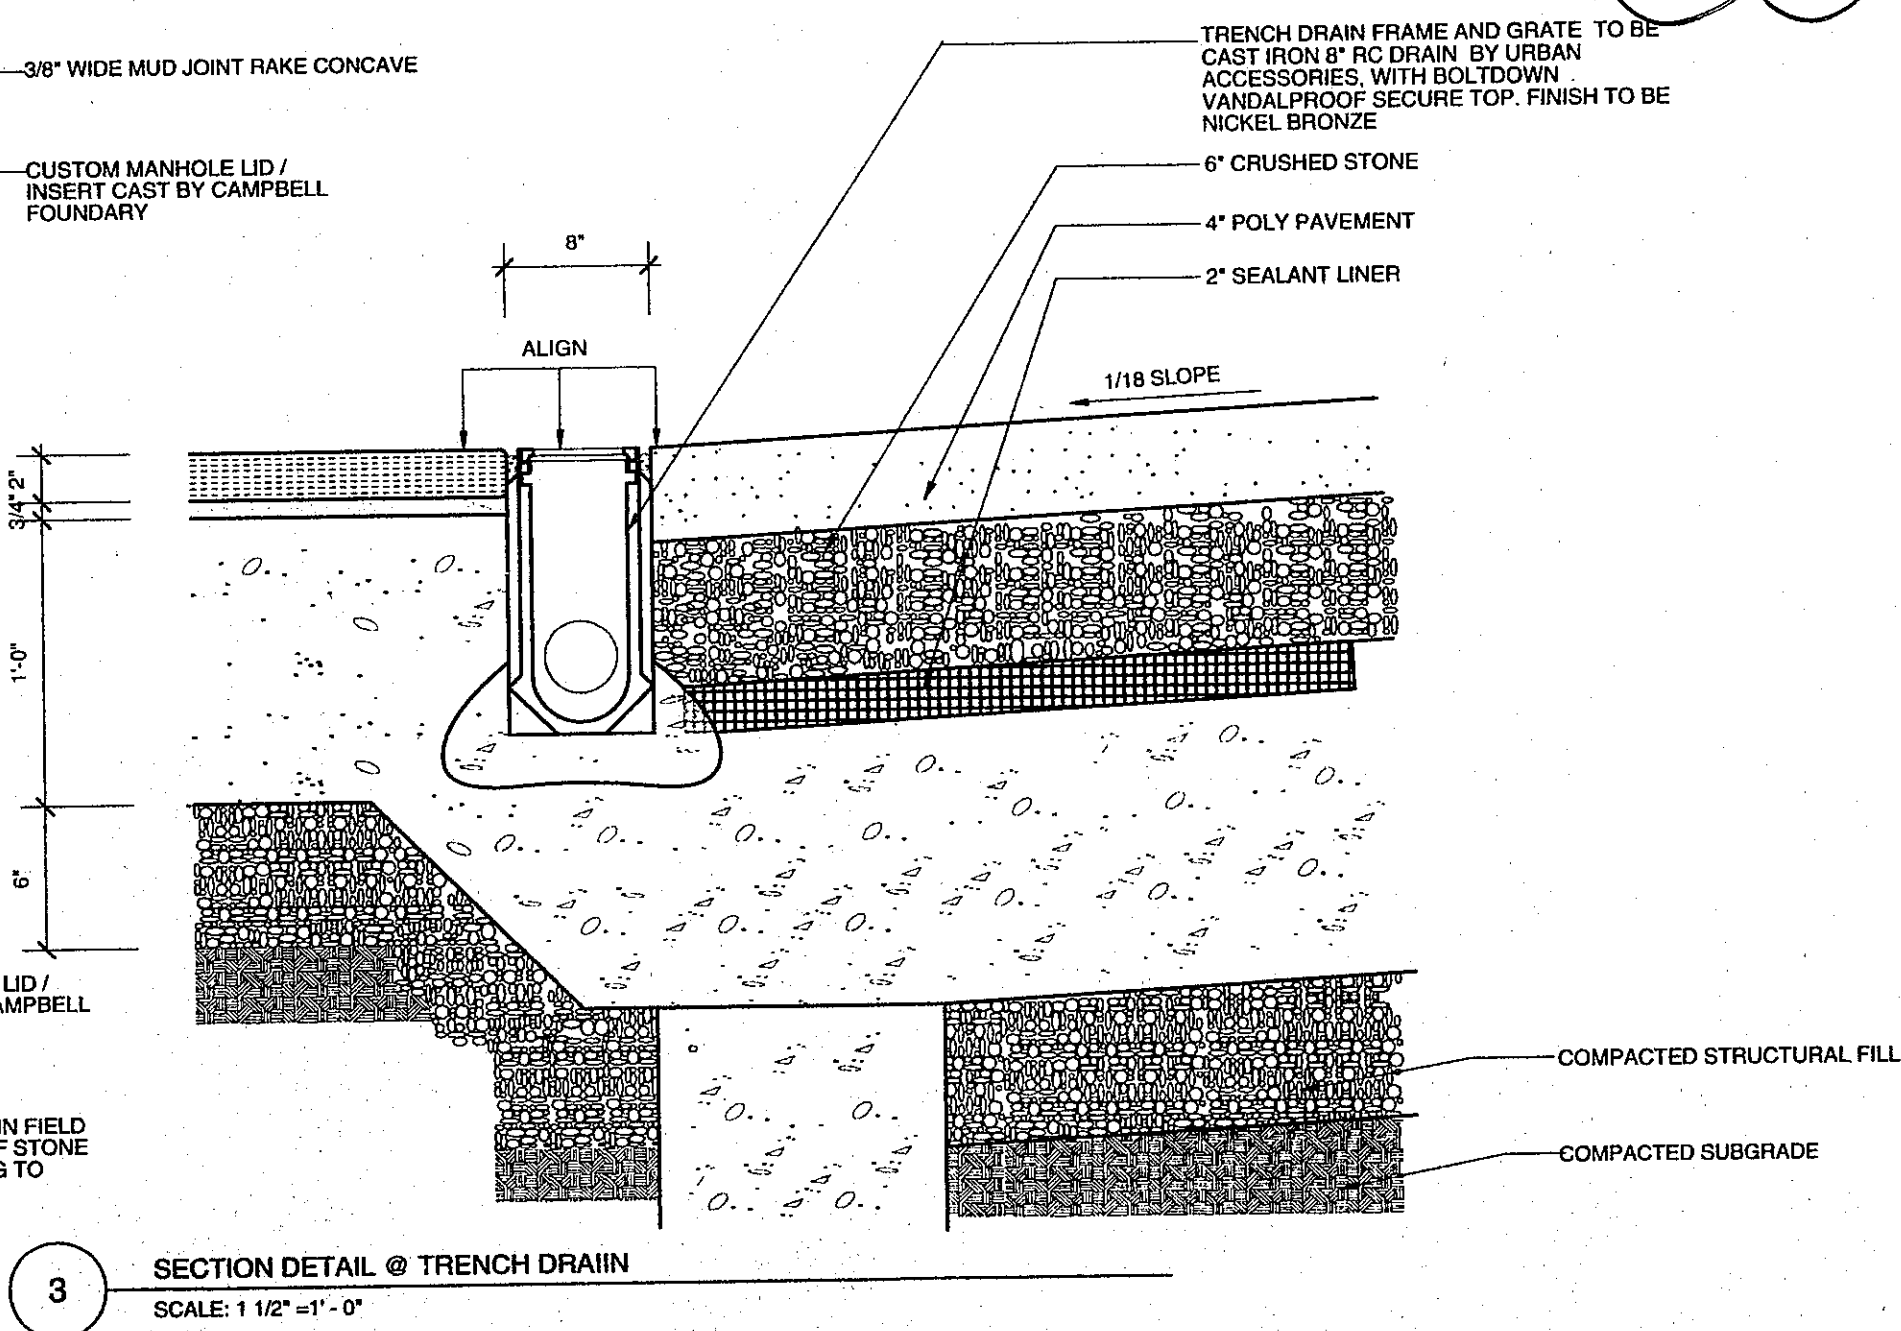 3/8" WIDE MUD JOINT RAKE CONCAVE
CUSTOM MANHOLE LID /
INSERT CAST BY CAMPBELL
FOUNDARY
TRENCH DRAIN FRAME AND GRATE TO BE
CAST IRON 8" RC DRAIN BY URBAN
ACCESSORIES, WITH BOLTDOWN
VANDALPROOF SECURE TOP. FINISH TO BE
NICKEL BRONZE
6" CRUSHED STONE
4" POLY PAVEMENT
2" SEALANT LINER
8"
ALIGN
1/18 SLOPE
2"
3/4"
1'-0"
6"
LID /
AMPBELL
IN FIELD
F STONE
G TO
COMPACTED STRUCTURAL FILL
COMPACTED SUBGRADE
3
SECTION DETAIL @ TRENCH DRAIIN
SCALE: 1 1/2" =1' - 0"